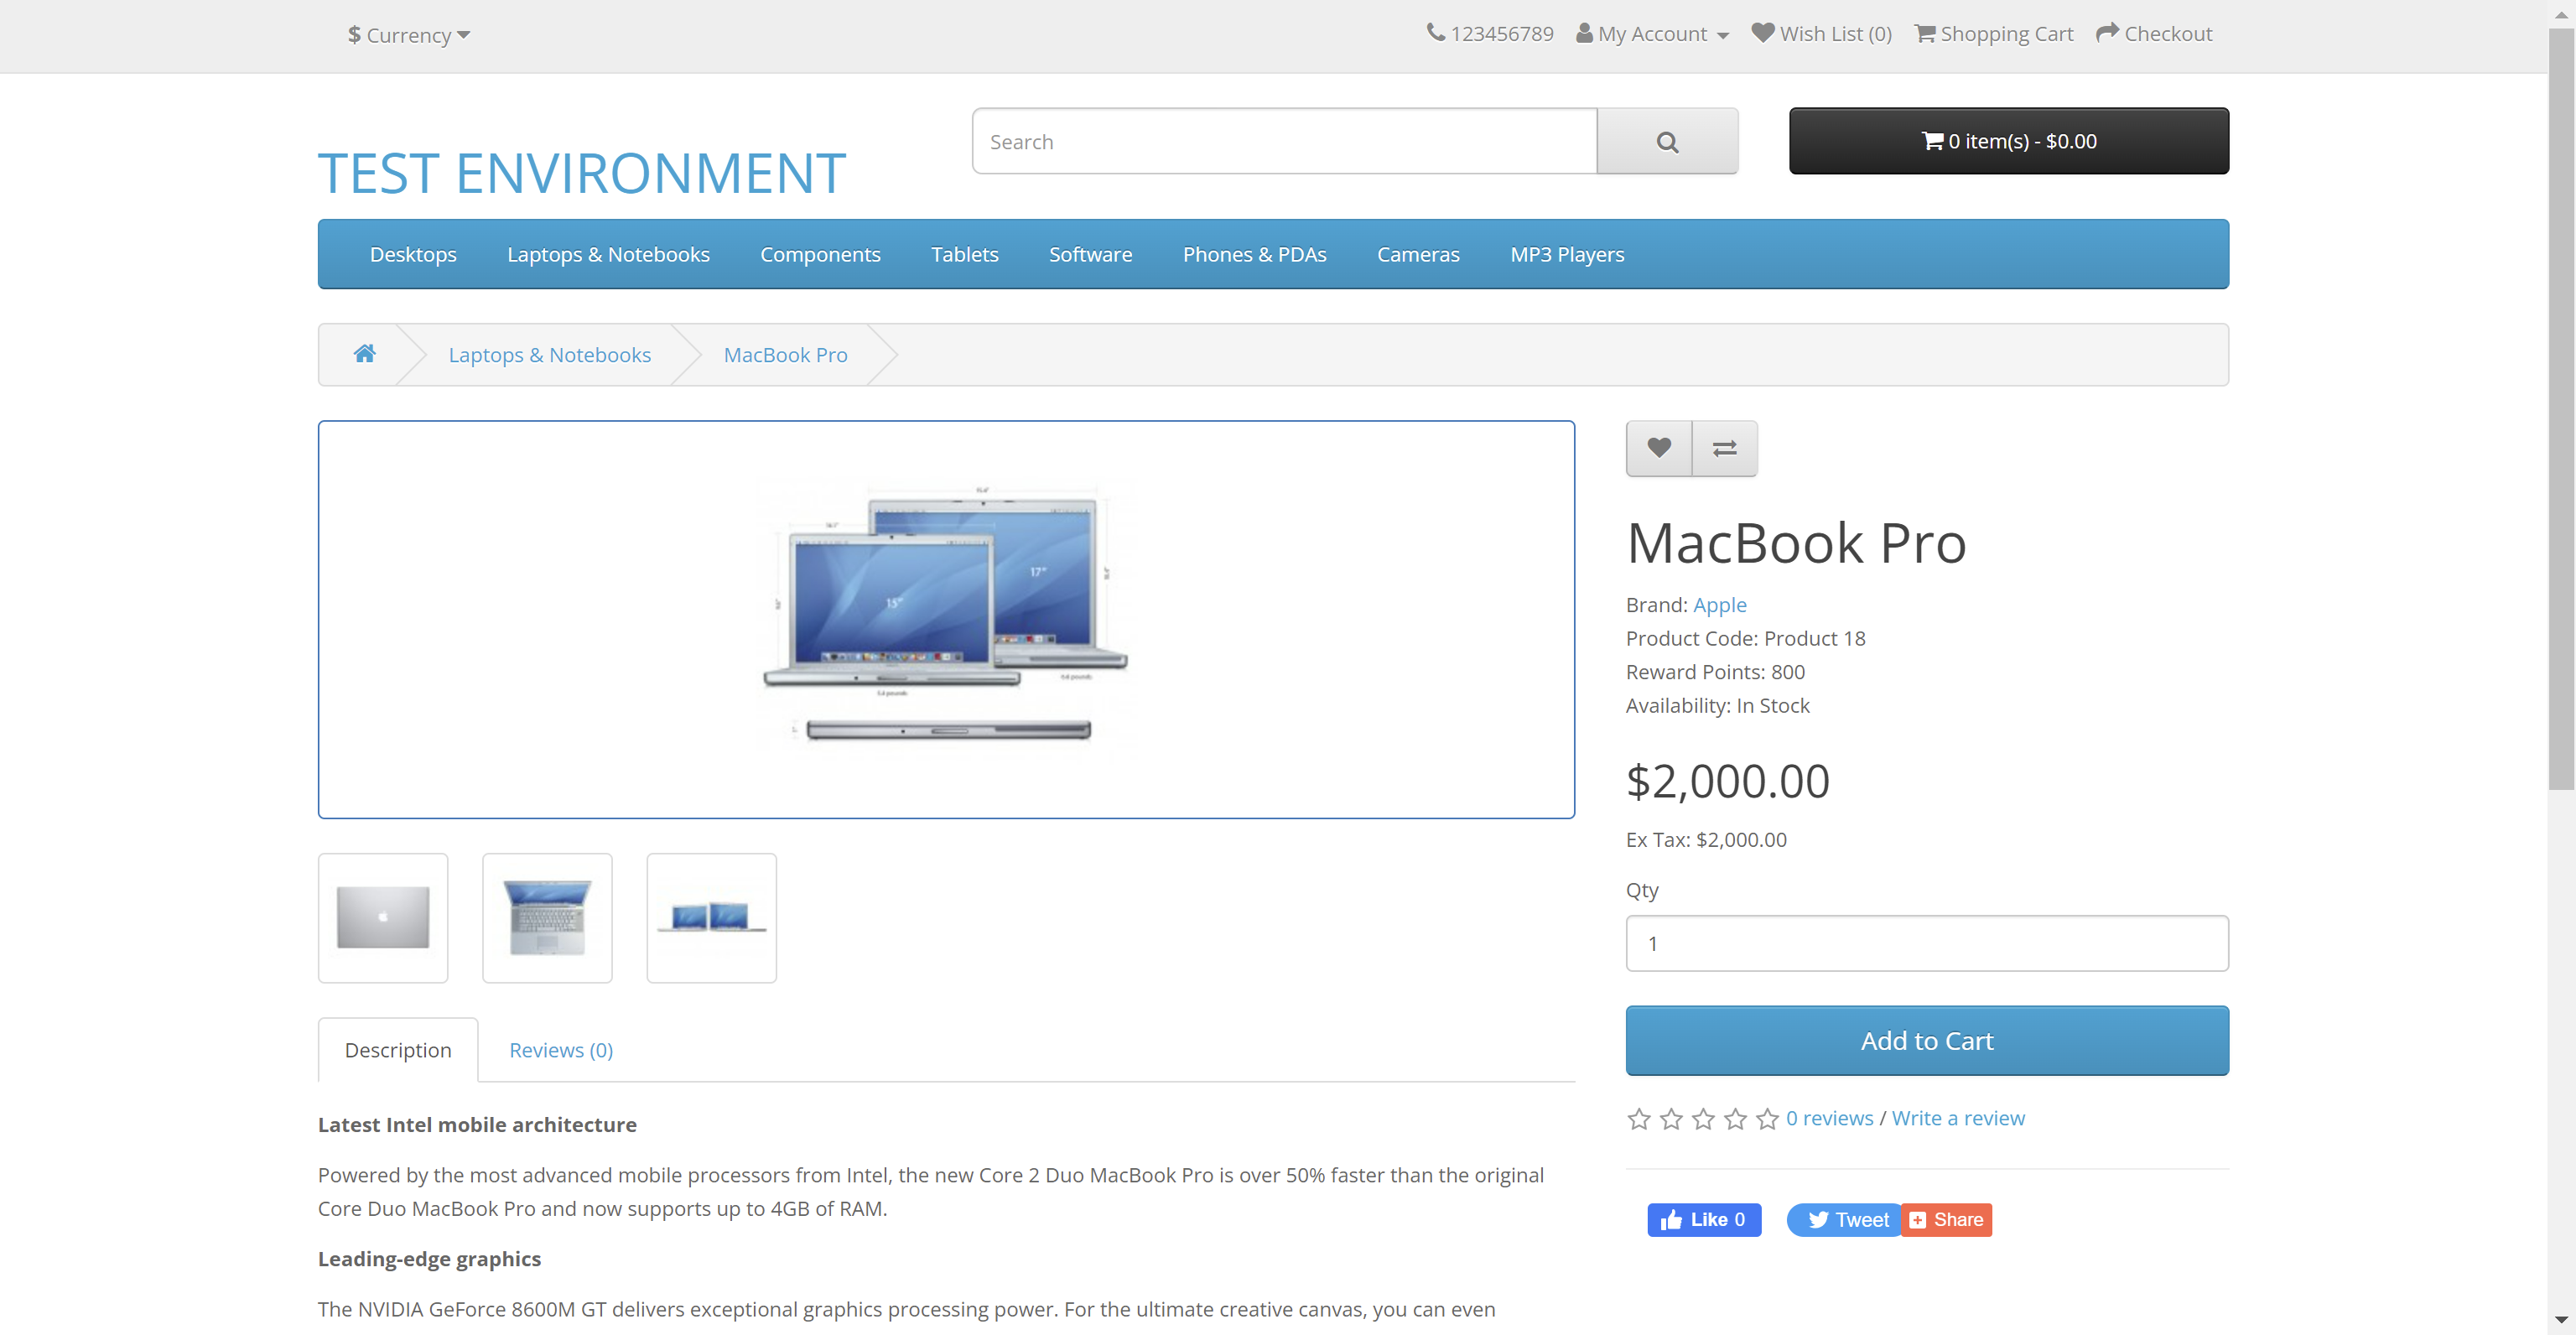 $ Currency
123456789 My Account Wish List (0) Shopping Cart Checkout
TEST ENVIRONMENT
Search
0 item(s) - $0.00
Desktops Laptops & Notebooks Components Tablets Software Phones & PDAs Cameras MP3 Players
Laptops & Notebooks MacBook Pro
15"
17"
MacBook Pro
Brand: Apple
Product Code: Product 18
Reward Points: 800
Availability: In Stock
$2,000.00
Ex Tax: $2,000.00
Qty
1
Add to Cart
0 reviews / Write a review
Like 0 Tweet Share
Description Reviews (0)
Latest Intel mobile architecture
Powered by the most advanced mobile processors from Intel, the new Core 2 Duo MacBook Pro is over 50% faster than the original
Core Duo MacBook Pro and now supports up to 4GB of RAM.
Leading-edge graphics
The NVIDIA GeForce 8600M GT delivers exceptional graphics processing power. For the ultimate creative canvas, you can even